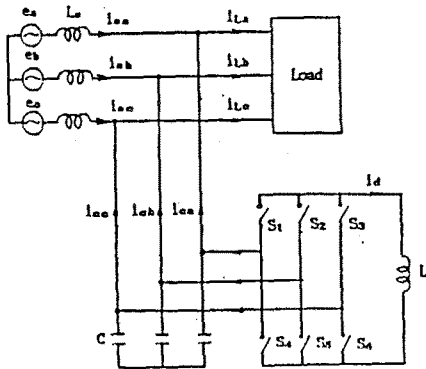 ea Ls isa iLa
eb isb iLb
ec isc iLc
Load
icc icb ica
id
S1 S2 S3
L
C
S4 S5 S6